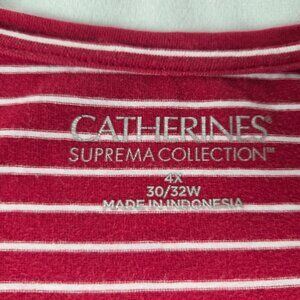 CATHERINES®
SUPREMA COLLECTION™
4X
30/32W
MADE IN INDONESIA